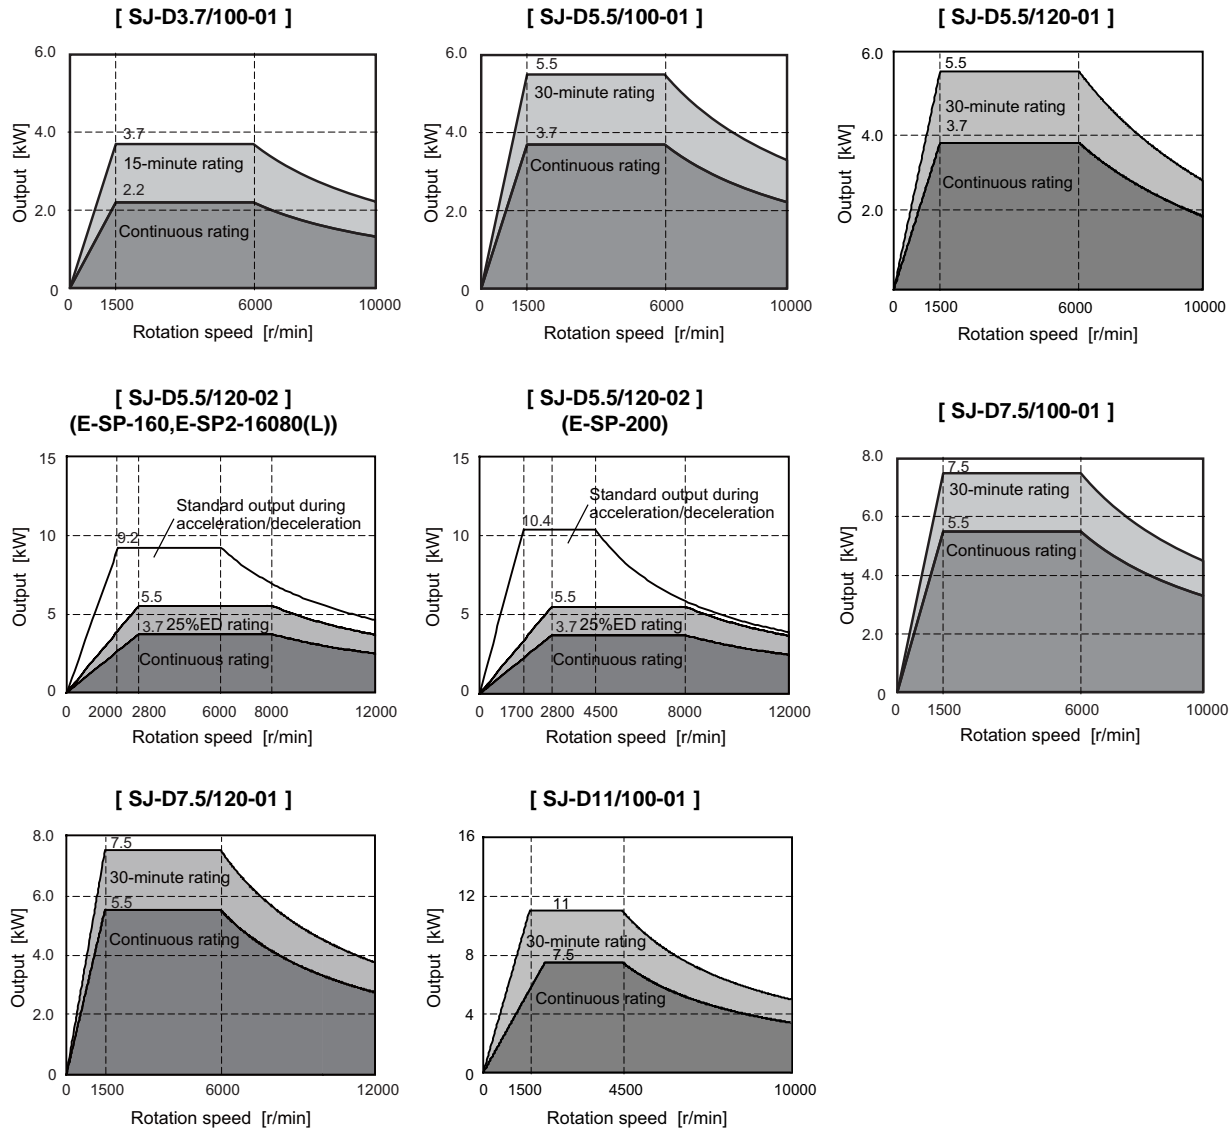 [ SJ-D3.7/100-01 ]
6.0
4.0
2.0
0
Output [kW]
3.7
15-minute rating
2.2
Continuous rating
0 1500 6000 10000
Rotation speed [r/min]
[ SJ-D5.5/100-01 ]
6.0
4.0
2.0
0
Output [kW]
5.5
30-minute rating
3.7
Continuous rating
0 1500 6000 10000
Rotation speed [r/min]
[ SJ-D5.5/120-01 ]
6.0
4.0
2.0
0
Output [kW]
5.5
30-minute rating
3.7
Continuous rating
0 1500 6000 10000
Rotation speed [r/min]
[ SJ-D5.5/120-02 ]
(E-SP-160,E-SP2-16080(L))
15
10
5
0
Output [kW]
Standard output during
acceleration/deceleration
9.2
5.5
3.7 25%ED rating
Continuous rating
0 2000 2800 6000 8000 12000
Rotation speed [r/min]
[ SJ-D5.5/120-02 ]
(E-SP-200)
15
10
5
0
Output [kW]
Standard output during
acceleration/deceleration
10.4
5.5
3.7 25%ED rating
Continuous rating
0 1700 2800 4500 8000 12000
Rotation speed [r/min]
[ SJ-D7.5/100-01 ]
8.0
6.0
4.0
2.0
0
Output [kW]
7.5
30-minute rating
5.5
Continuous rating
0 1500 6000 10000
Rotation speed [r/min]
[ SJ-D7.5/120-01 ]
8.0
6.0
4.0
2.0
0
Output [kW]
7.5
30-minute rating
5.5
Continuous rating
0 1500 6000 12000
Rotation speed [r/min]
[ SJ-D11/100-01 ]
16
12
8
4
0
Output [kW]
11
30-minute rating
7.5
Continuous rating
0 1500 4500 10000
Rotation speed [r/min]